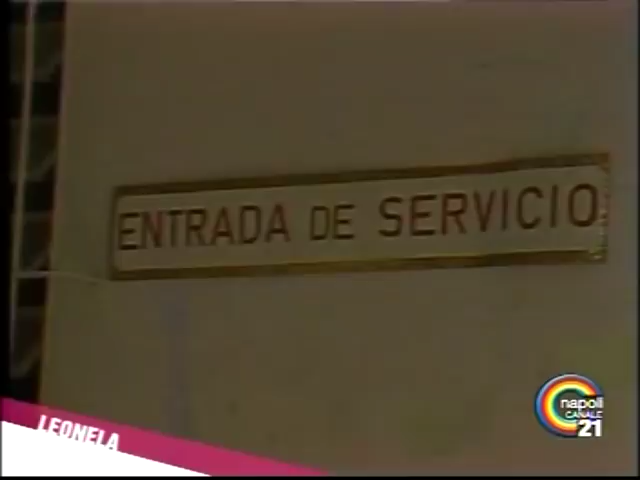 ENTRADA DE SERVICIO
LEONELA
napoli
CANALE
21